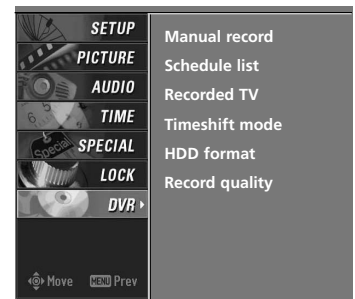 SETUP
PICTURE
AUDIO
TIME
SPECIAL
LOCK
DVR
Move MENU Prev
Manual record
Schedule list
Recorded TV
Timeshift mode
HDD format
Record quality